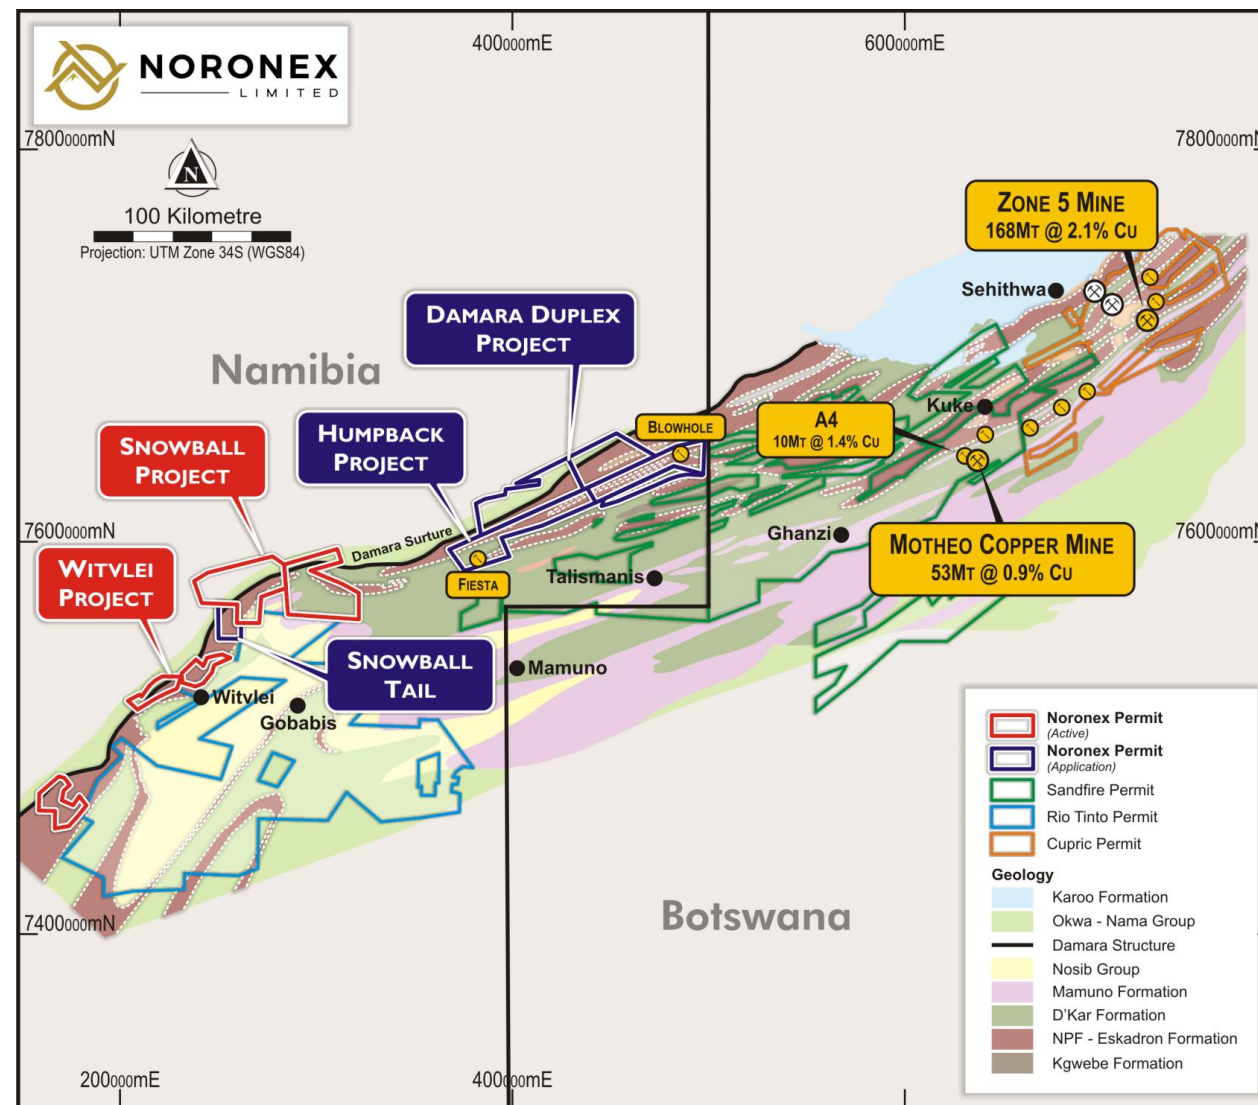 NORONEX
LIMITED
400000mE
600000mE
7800000mN
7800000mN
N
100 Kilometre
Projection: UTM Zone 34S (WGS84)
ZONE 5 MINE
168MT @ 2.1% CU
Sehithwa
DAMARA DUPLEX
PROJECT
Namibia
HUMPBACK
PROJECT
BLOWHOLE
A4
10MT @ 1.4% CU
Kuke
SNOWBALL
PROJECT
7600000mN
Damara Surture
Ghanzi
7600000mN
MOTHEO COPPER MINE
53MT @ 0.9% CU
WITVLEI
PROJECT
FIESTA
Talismanis
SNOWBALL
TAIL
Mamuno
Witvlei
Gobabis
7400000mN
Botswana
200000mE
400000mE
Noronex Permit
(Active)
Noronex Permit
(Application)
Sandfire Permit
Rio Tinto Permit
Cupric Permit
Geology
Karoo Formation
Okwa - Nama Group
Damara Structure
Nosib Group
Mamuno Formation
D'Kar Formation
NPF - Eskadron Formation
Kgwebe Formation